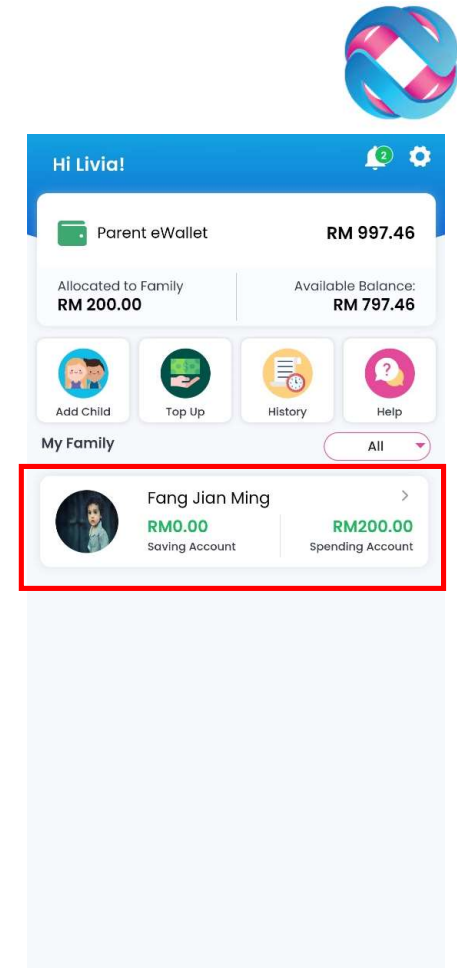 Hi Livia!
2
Parent eWallet RM 997.46
Allocated to Family Available Balance:
RM 200.00 RM 797.46
?
Add Child Top Up History Help
My Family All
Fang Jian Ming
RM0.00 RM200.00
Saving Account Spending Account